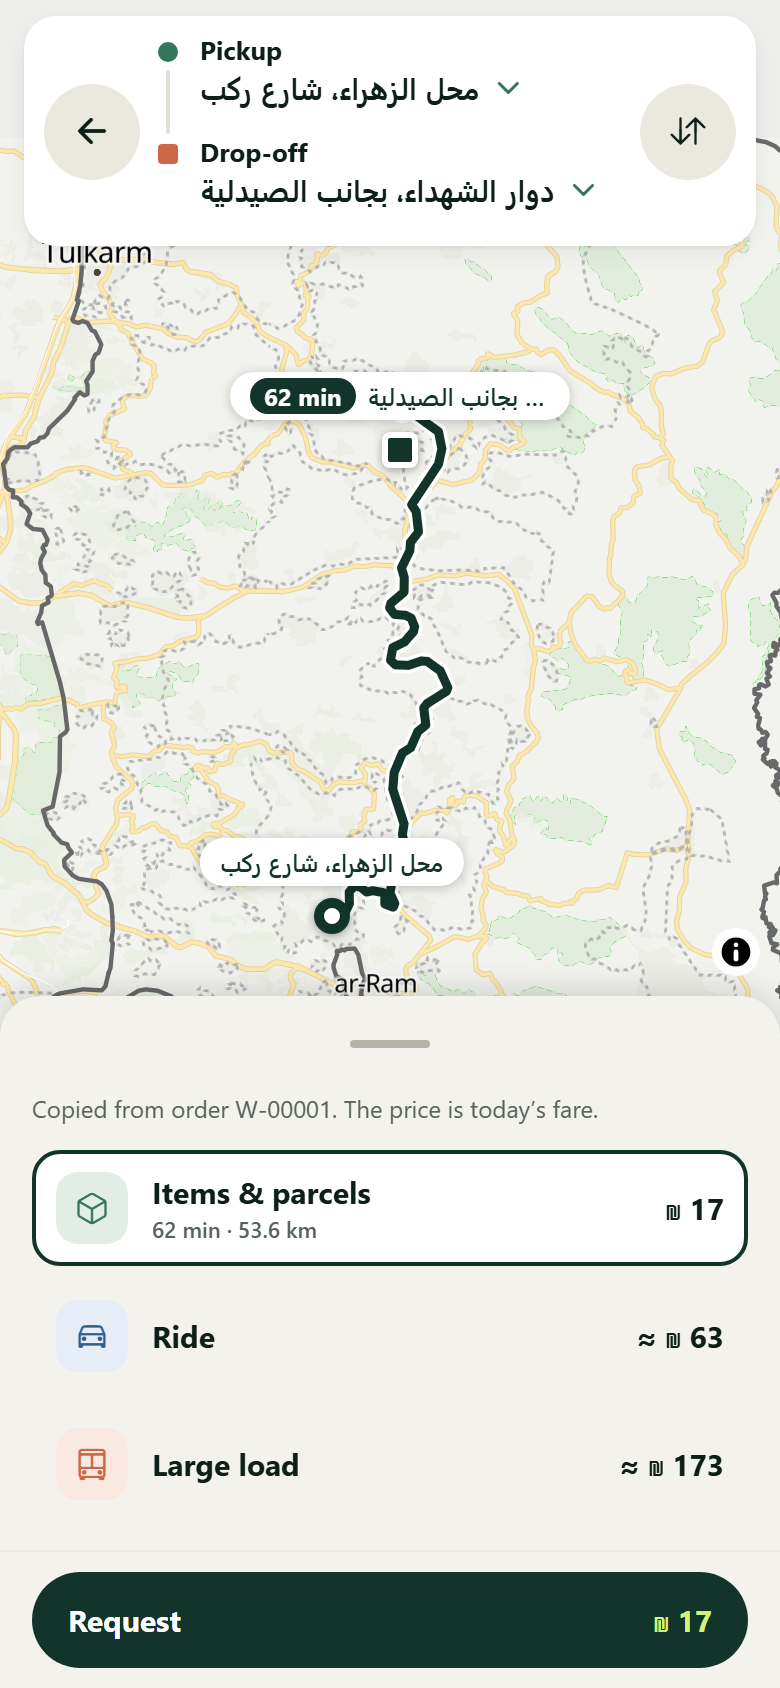 Pickup
محل الزهراء، شارع ركب
Drop-off
دوار الشهداء، بجانب الصيدلية
Tulkarm
62 min ... بجانب الصيدلية
محل الزهراء، شارع ركب
ar-Ram
Copied from order W-00001. The price is today’s fare.
Items & parcels
₪ 17
62 min · 53.6 km
Ride
≈ ₪ 63
Large load
≈ ₪ 173
Request
₪ 17